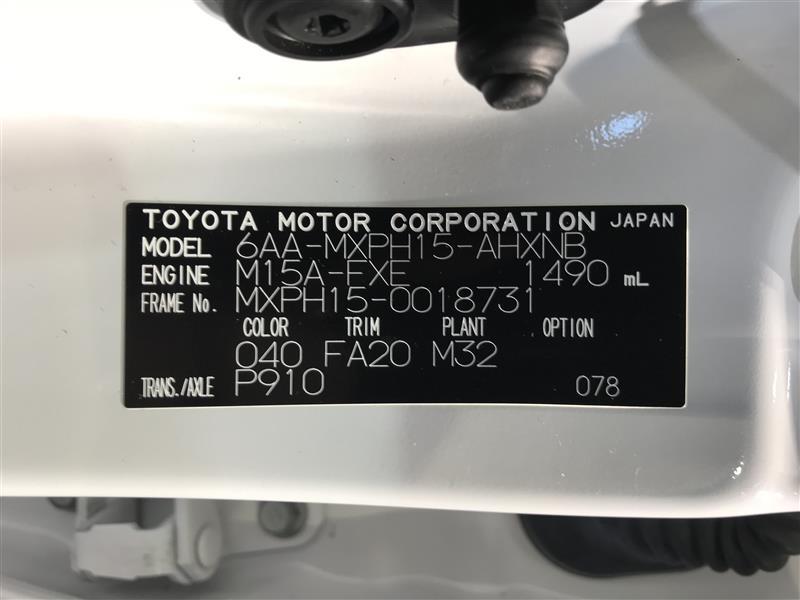 TOYOTA MOTOR CORPORATION JAPAN
MODEL 6AA-MXPH15-AHXNB
ENGINE M15A-FXE 1490 mL
FRAME No. MXPH15-0018731
COLOR TRIM PLANT OPTION
040 FA20 M32
TRANS./AXLE P910 078